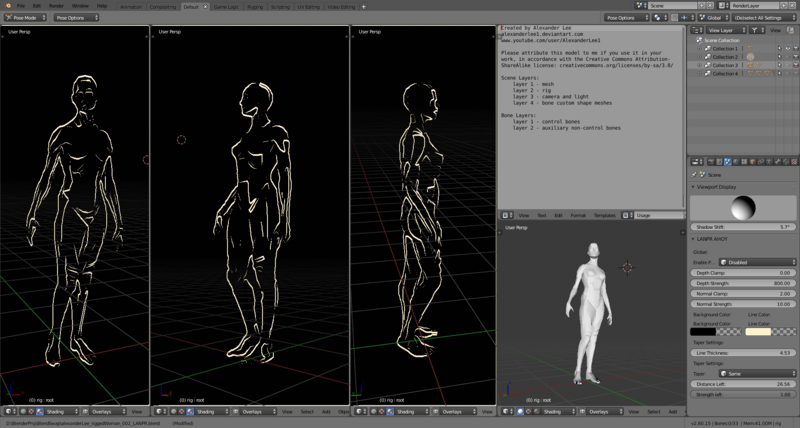 File Edit Render Window Help
Animation Compositing Default Game Logic Rigging Scripting UV Editing Video Editing
Scene RenderLayer
Pose Mode Pose Options
Pose Options Global (De)select All Settings
User Persp
User Persp
User Persp
Created by Alexander Lee
alexanderlee1.deviantart.com
www.youtube.com/user/AlexanderLee1
Please attribute this model to me if you use it in your
work, in accordance with the Creative Commons Attribution-
ShareAlike license: creativecommons.org/licenses/by-sa/3.0/
Scene Layers:
layer 1 - mesh
layer 2 - rig
layer 3 - camera and light
layer 4 - bone custom shape meshes
Bone Layers:
layer 1 - control bones
layer 2 - auxiliary non-control bones
View Text Edit Format Templates Usage
User Persp
View Layer View
Scene Collection
Collection 1
Collection 2
Collection 3
Collection 4
Scene
Viewport Display
Shadow Shift: 5.7°
LANPR AHOY
Global:
Enable P.. Disabled
Depth Clamp: 0.00
Depth Strength: 800.00
Normal Clamp: 2.00
Normal Strength: 10.00
Background Color: Line Color:
Background Color: Line Color:
Taper Settings:
Line Thickness: 4.53
Taper Settings:
Taper: Same
Distance Left: 26.56
Strength left: 1.00
(0) rig : root
(0) rig : root
(0) rig : root
(0) rig : root
Shading Overlays
Shading Overlays View Select Add Obje
Shading Overlays
Shading Overlays View Select Add
(Modified)
v2.80.15 | Bones:0/53 | Mem:41.00M | rig